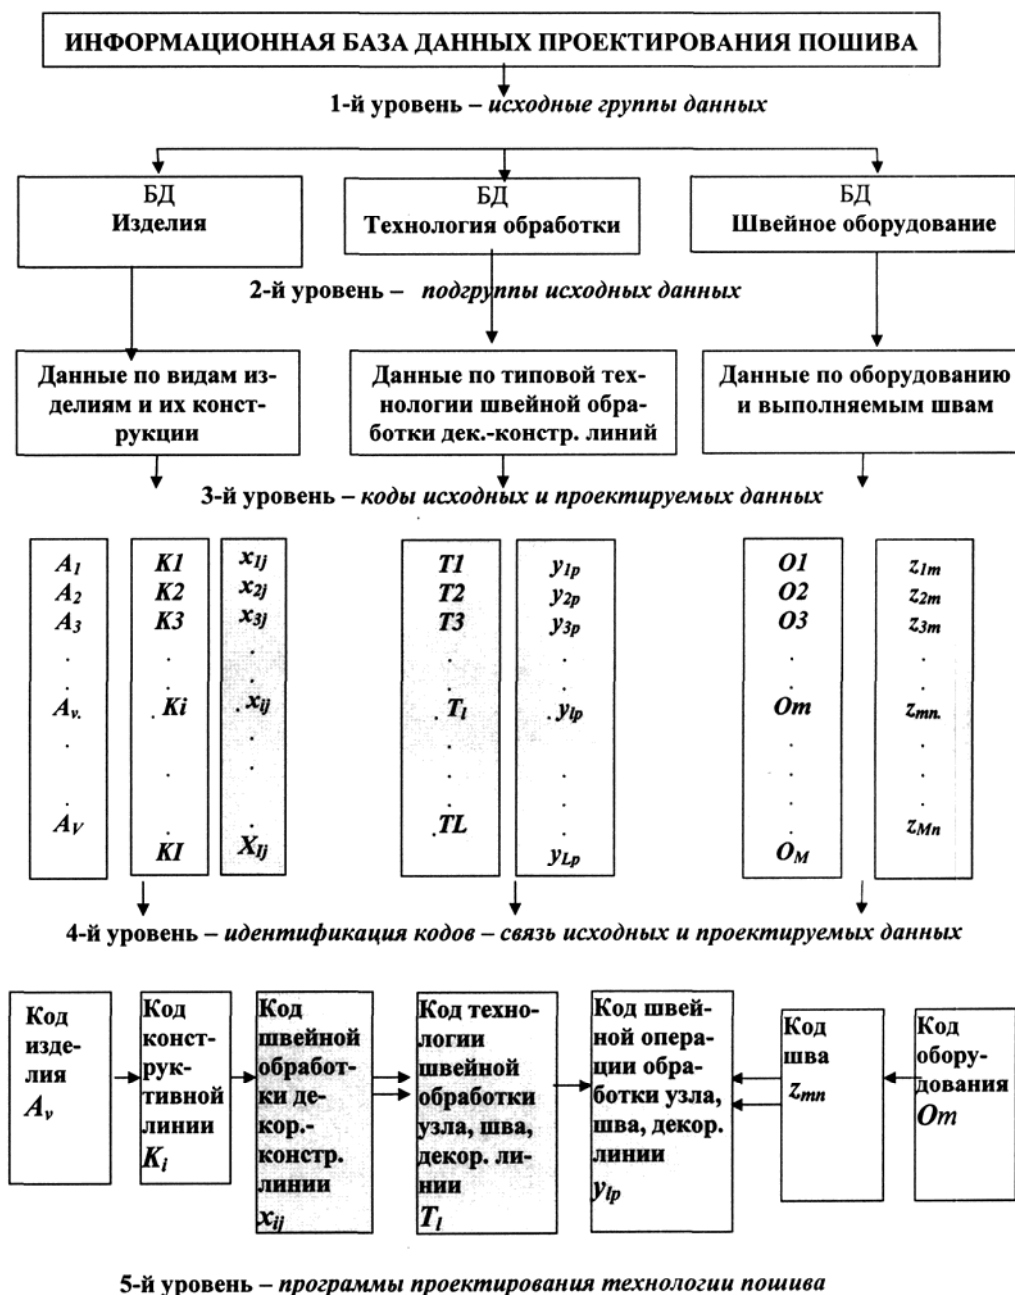 ИНФОРМАЦИОННАЯ БАЗА ДАННЫХ ПРОЕКТИРОВАНИЯ ПОШИВА
1-й уровень – исходные группы данных
БД
Изделия
БД
Технология обработки
БД
Швейное оборудование
2-й уровень – подгруппы исходных данных
Данные по видам из-
делиям и их конст-
рукции
Данные по типовой тех-
нологии швейной обра-
ботки дек.-констр. линий
Данные по оборудованию
и выполняемым швам
3-й уровень – коды исходных и проектируемых данных
A1
A2
A3
.
.
Av.
.
.
AV
K1
K2
K3
.
.
. Ki
.
.
KI
x1j
x2j
x3j
.
.
. xij
.
.
XIj
T1
T2
T3
.
.
. Tl
.
.
.
.TL
y1p
y2p
y3p
.
.
. ylp
.
.
.
yLp
O1
O2
O3
.
.
Om
.
.
.
.
OM
z1m
z2m
z3m
.
.
zmn.
.
.
.
zMn
4-й уровень – идентификация кодов – связь исходных и проектируемых данных
Код
изде-
лия
Av
Код
конст-
рук-
тивной
линии
Ki
Код
швейной
обработ-
ки де-
кор.-
констр.
линии
xij
Код техно-
логии
швейной
обработки
узла, шва,
декор. ли-
нии
Tl
Код швей-
ной опера-
ции обра-
ботки узла,
шва, декор.
линии
ylp
Код
шва
zmn
Код
обору-
дования
Om
5-й уровень – программы проектирования технологии пошива